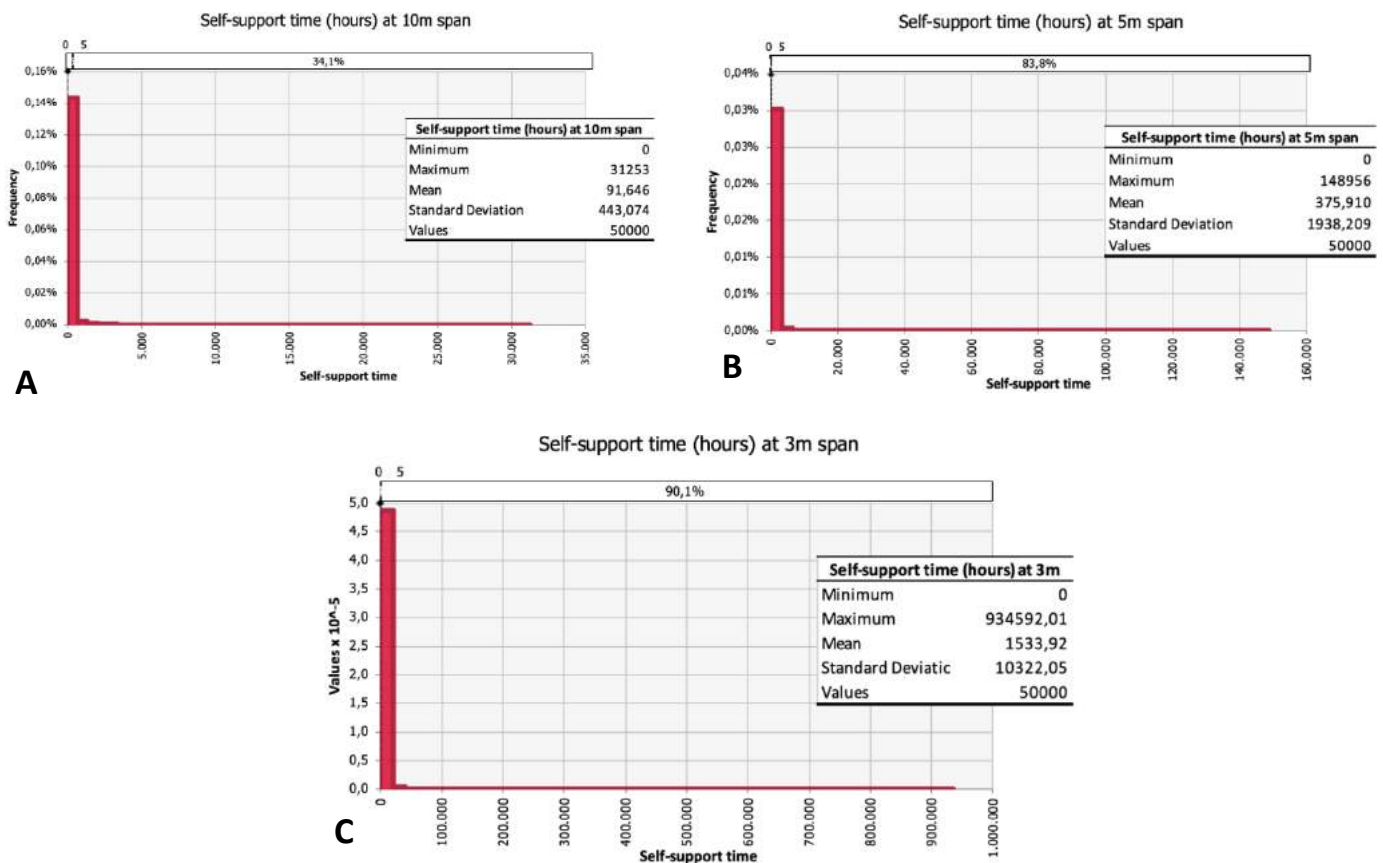 Self-support time (hours) at 10m span
0 5
34,1%
0,16%
0,14%
0,12%
0,10%
0,08%
0,06%
0,04%
0,02%
0,00%
Frequency
0
5.000
10.000
15.000
20.000
25.000
30.000
35.000
Self-support time
Self-support time (hours) at 10m span
Minimum 0
Maximum 31253
Mean 91,646
Standard Deviation 443,074
Values 50000
A
Self-support time (hours) at 5m span
0 5
83,8%
0,04%
0,03%
0,03%
0,02%
0,02%
0,01%
0,01%
0,00%
Frequency
0
20.000
40.000
60.000
80.000
100.000
120.000
140.000
160.000
Self-support time
Self-support time (hours) at 5m span
Minimum 0
Maximum 148956
Mean 375,910
Standard Deviation 1938,209
Values 50000
B
Self-support time (hours) at 3m span
0 5
90,1%
5,0
4,5
4,0
3,5
3,0
2,5
2,0
1,5
1,0
0,5
0,0
Values x 10^-5
0
100.000
200.000
300.000
400.000
500.000
600.000
700.000
800.000
900.000
1.000.000
Self-support time
Self-support time (hours) at 3m
Minimum 0
Maximum 934592,01
Mean 1533,92
Standard Deviatic 10322,05
Values 50000
C